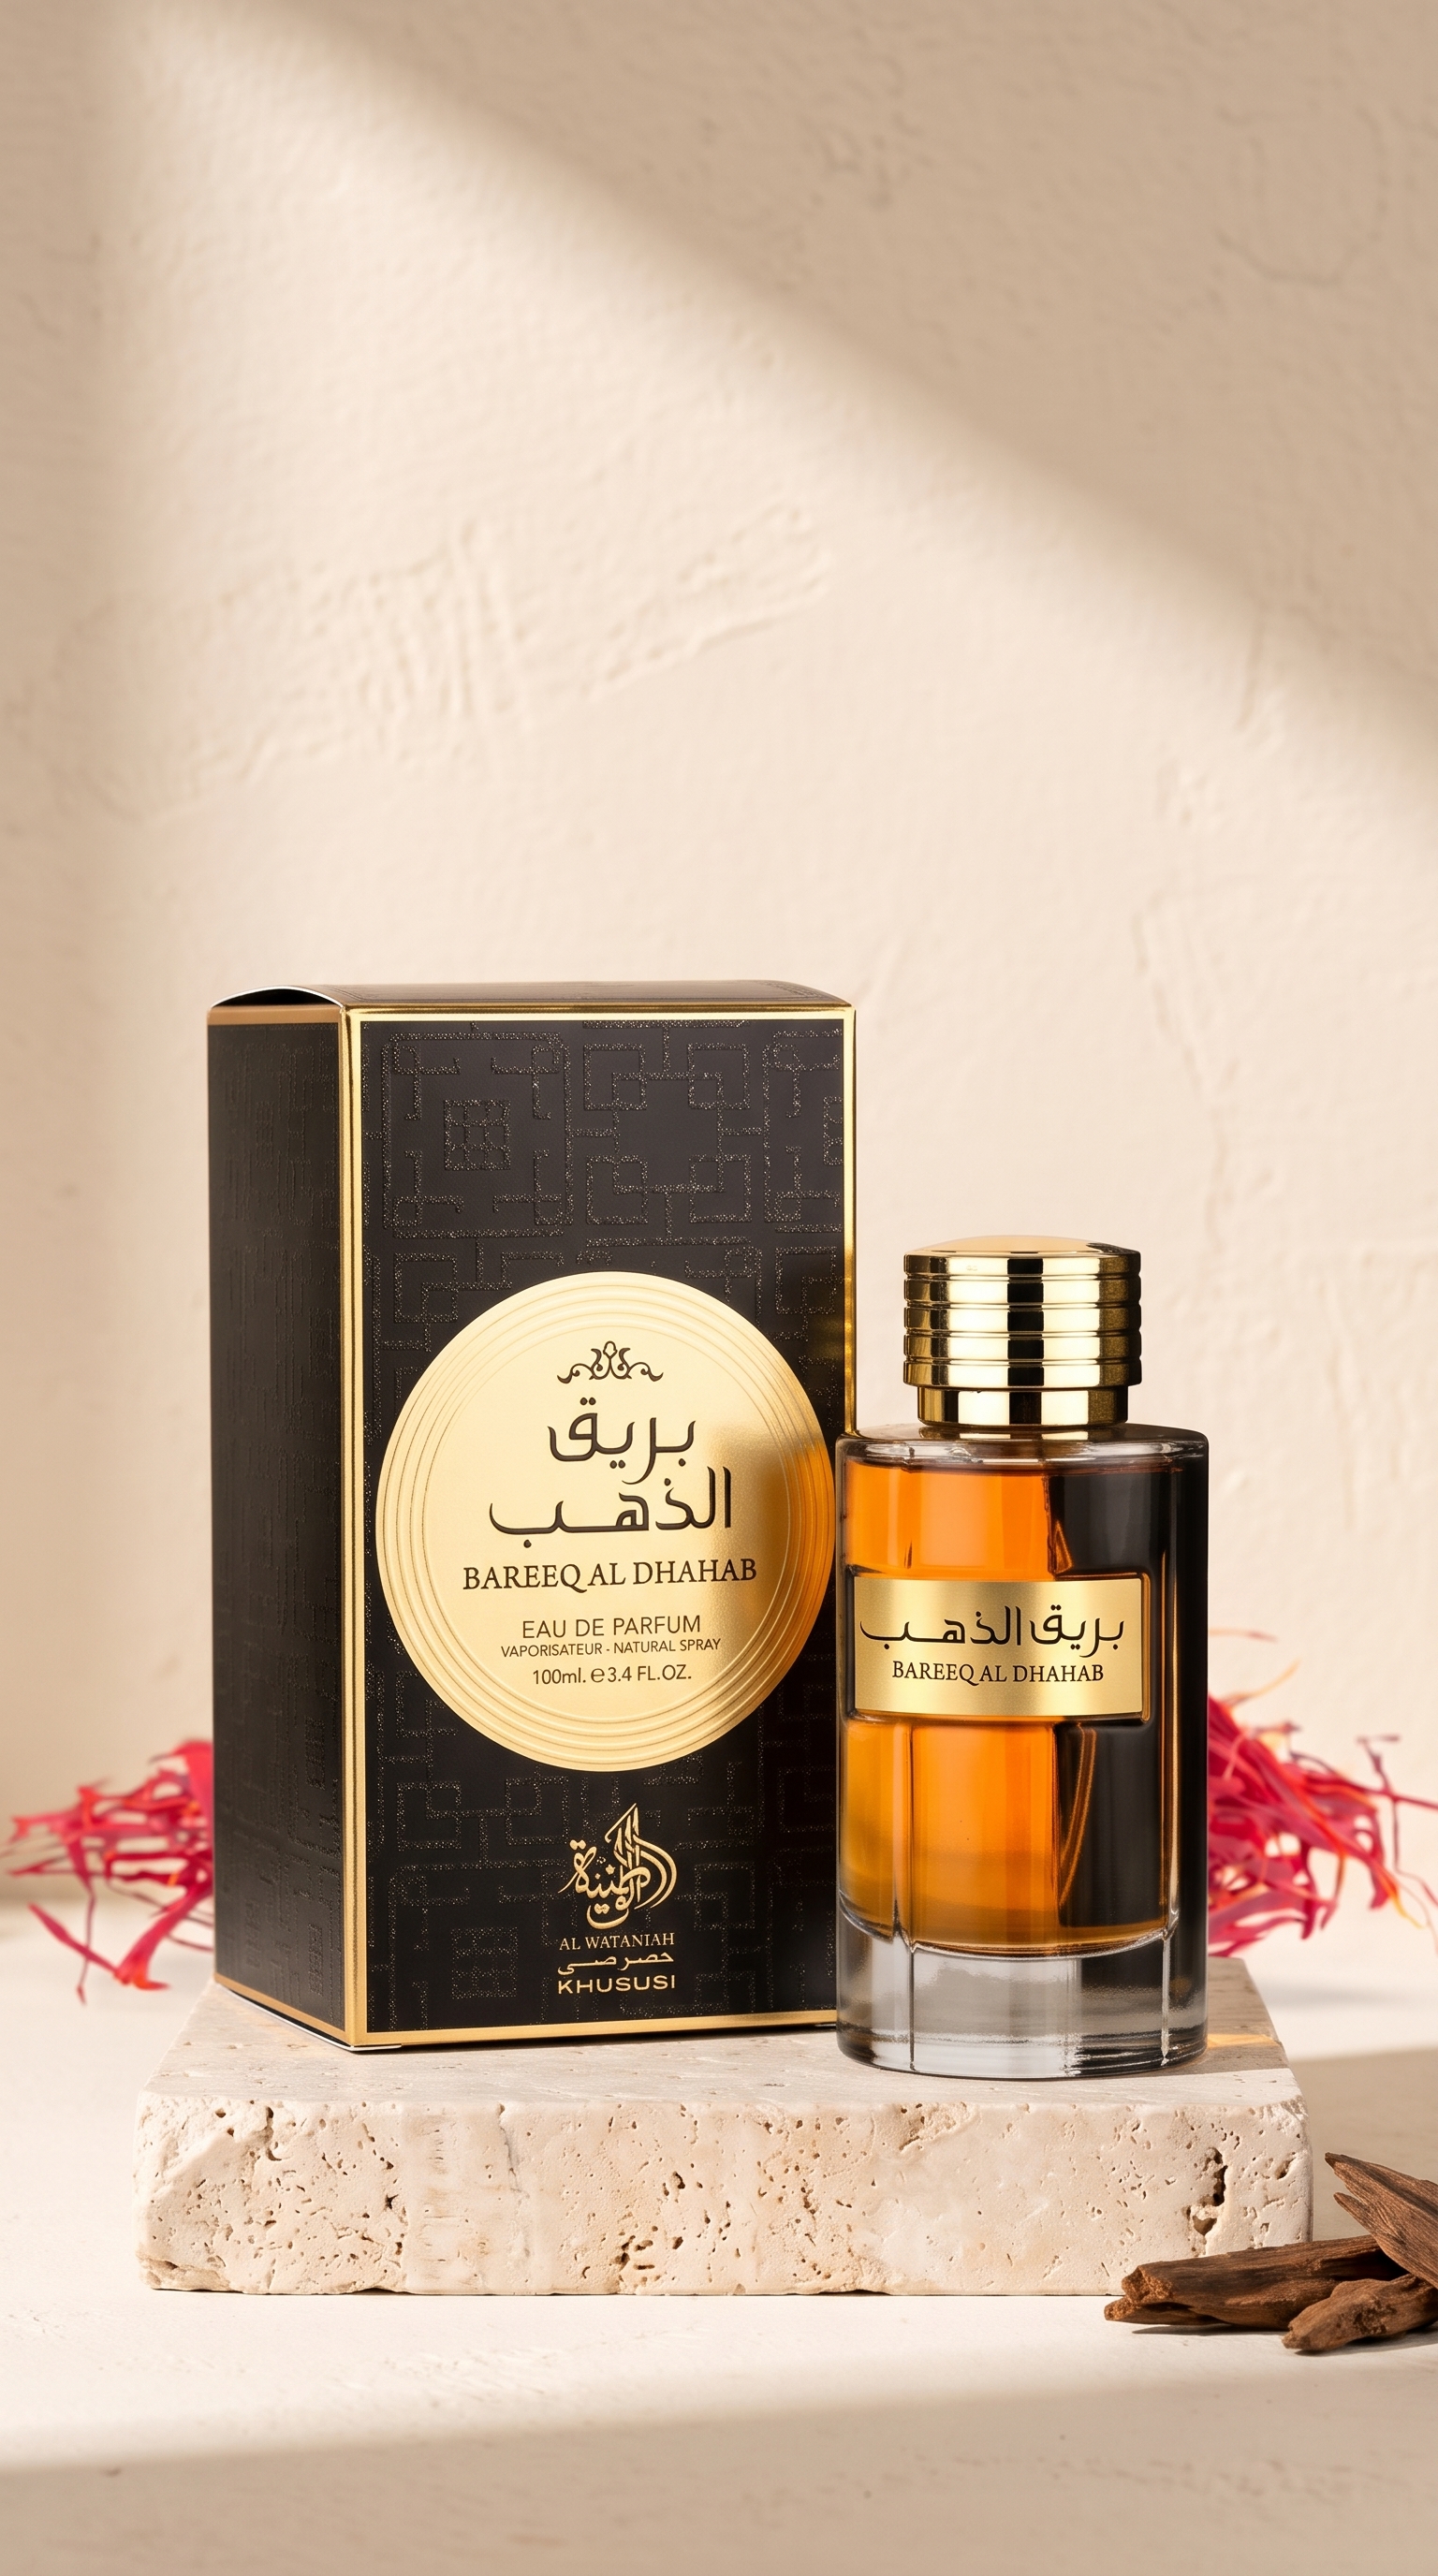 بريق
الذهب
BAREEQ AL DHAHAB
EAU DE PARFUM
VAPORISATEUR - NATURAL SPRAY
100ml. e 3.4 FL.OZ.
الوطنية
AL WATANIAH
KHUSUSI
بريق الذهب
BAREEQ AL DHAHAB